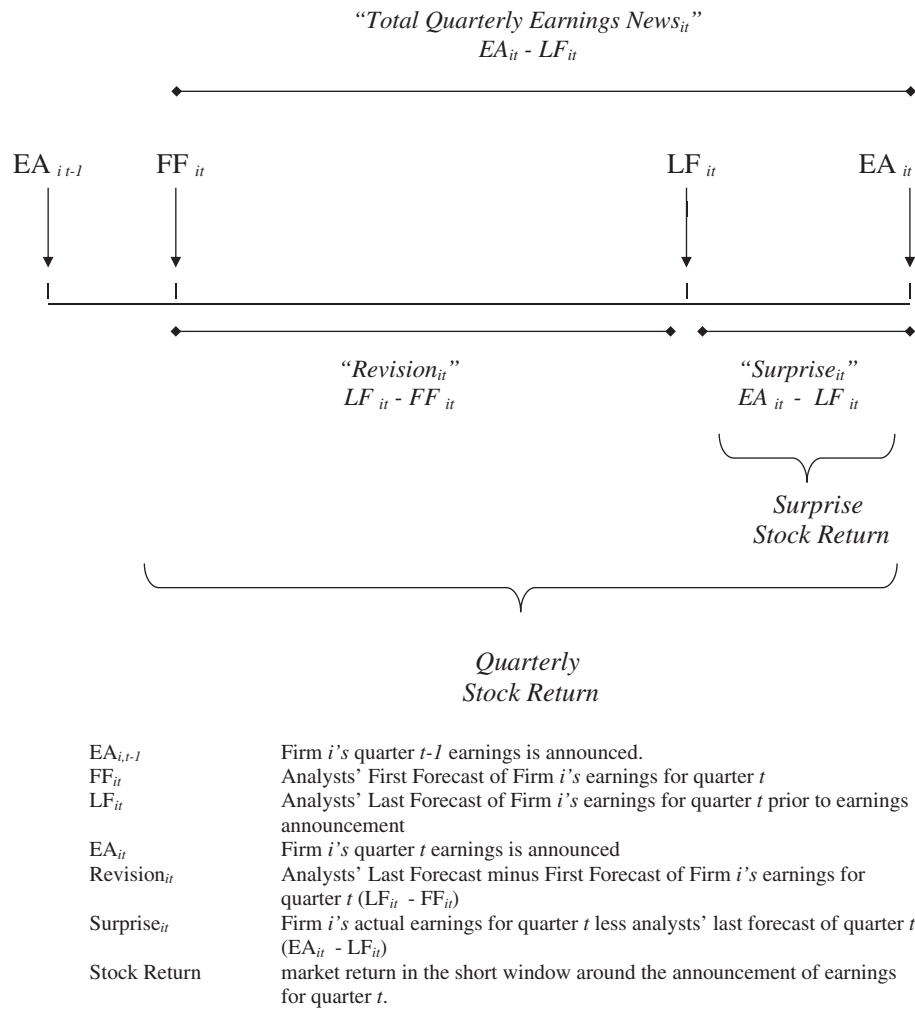 “Total Quarterly Earnings Newsit”
EAit - LFit
EA i t-1 FF it LF it EA it
“Revisionit” “Surpriseit”
LF it - FF it EA it - LF it
Surprise
Stock Return
Quarterly
Stock Return
EAi,t-1 Firm i’s quarter t-1 earnings is announced.
FFit Analysts’ First Forecast of Firm i’s earnings for quarter t
LFit Analysts’ Last Forecast of Firm i’s earnings for quarter t prior to earnings
announcement
EAit Firm i’s quarter t earnings is announced
Revisionit Analysts’ Last Forecast minus First Forecast of Firm i’s earnings for
quarter t (LFit - FFit)
Surpriseit Firm i’s actual earnings for quarter t less analysts’ last forecast of quarter t
(EAit - LFit)
Stock Return market return in the short window around the announcement of earnings
for quarter t.